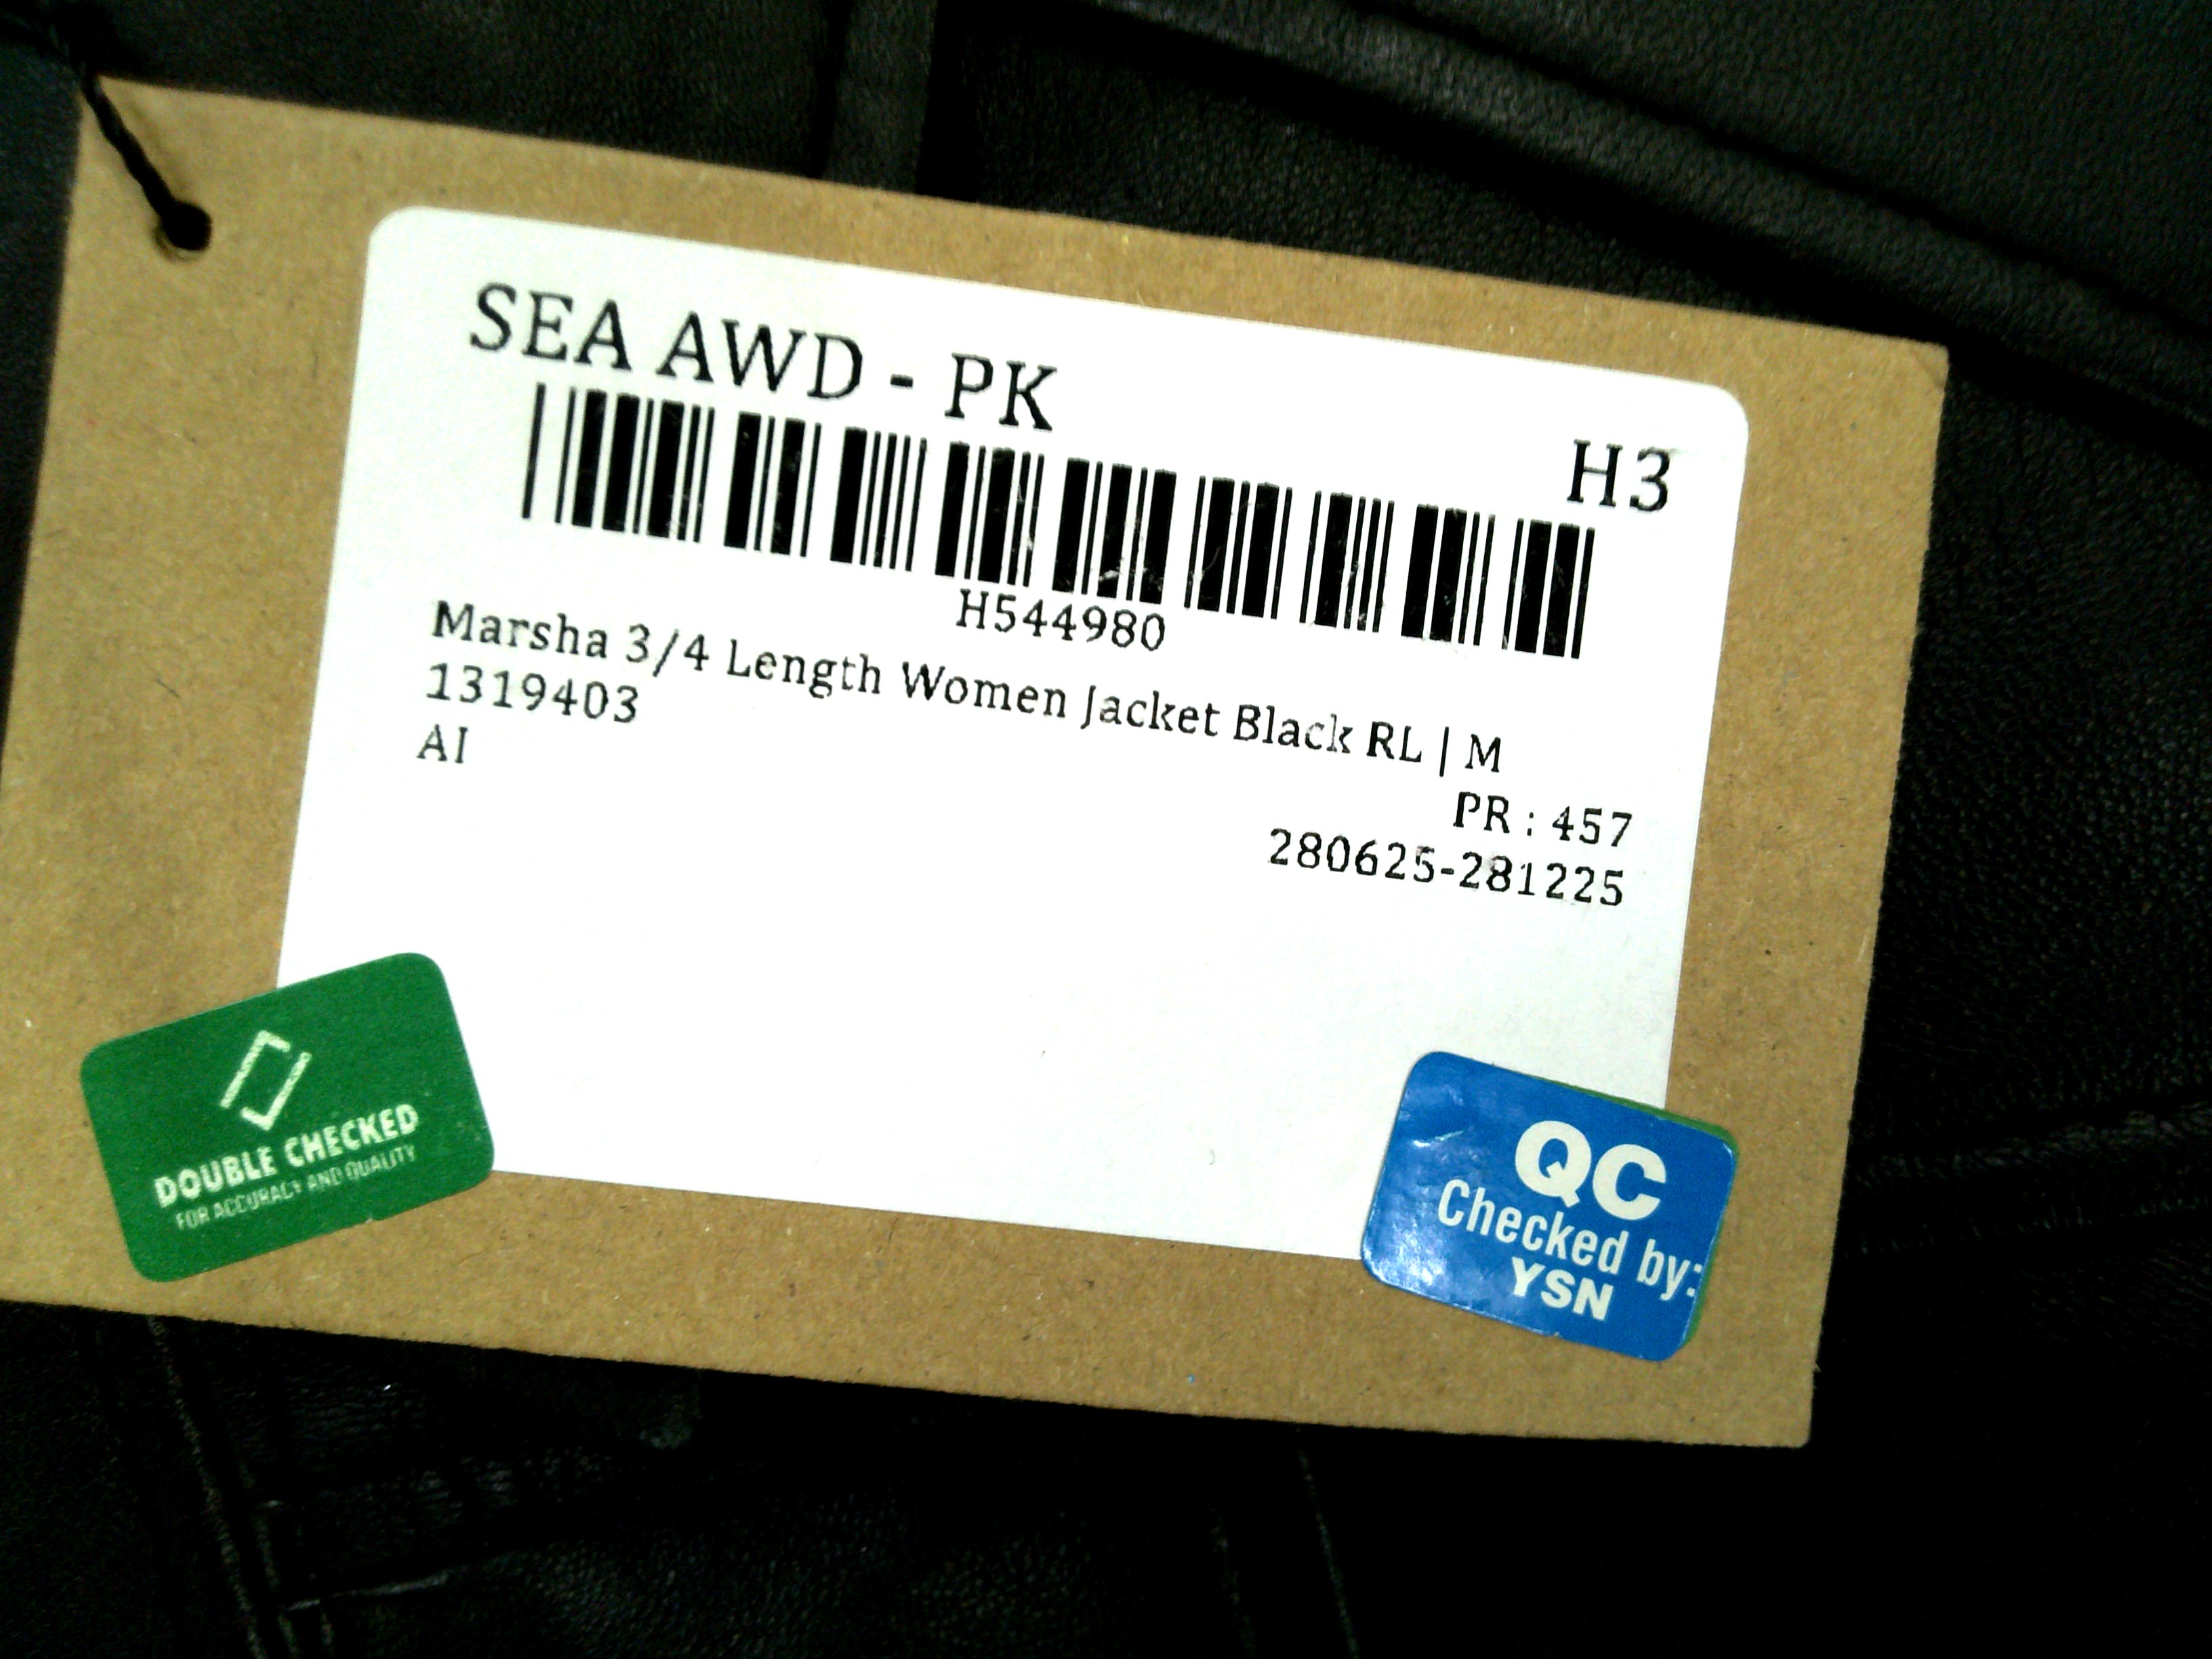 SEA AWD - PK
H3
H544980
Marsha 3/4 Length Women Jacket Black RL | M
1319403
AI
PR : 457
280625-281225
DOUBLE CHECKED
FOR ACCURACY AND QUALITY
QC
Checked by:
YSN